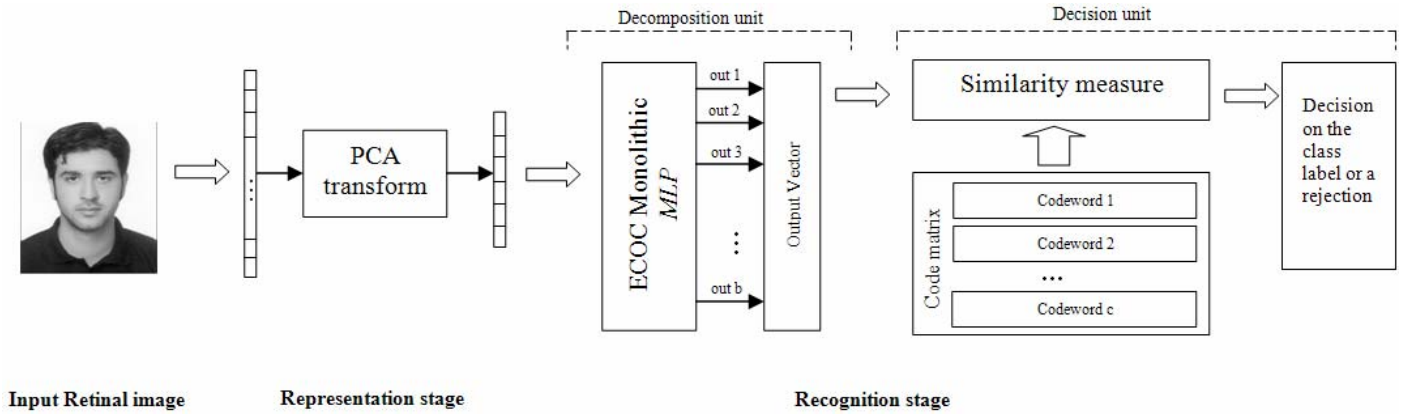 Decomposition unit
Decision unit
PCA
transform
ECOC Monolithic
MLP
out 1
out 2
out 3
...
out b
Output Vector
Similarity measure
Code matrix
Codeword 1
Codeword 2
...
Codeword c
Decision
on the
class
label or a
rejection
Input Retinal image
Representation stage
Recognition stage